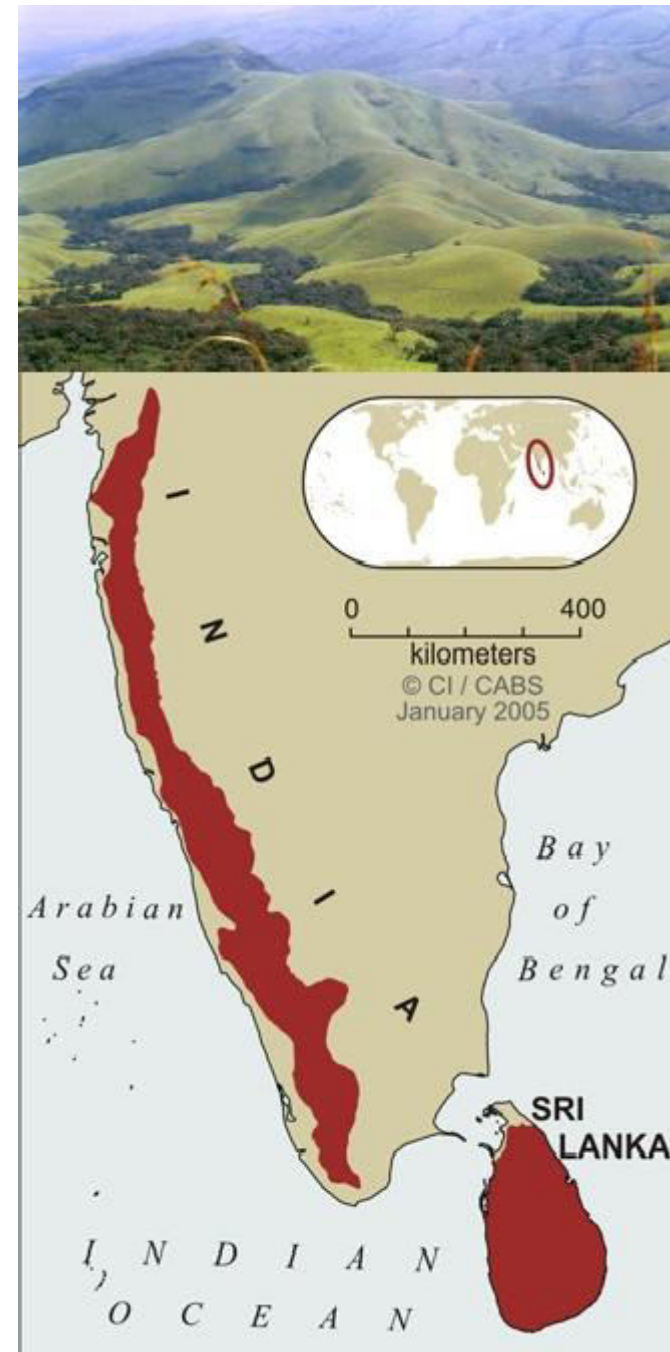 0 400
kilometers
© CI / CABS
January 2005
I
N
D
I
A
Bay
of
Bengal
Arabian
Sea
SRI
LANKA
INDIAN
OCEAN